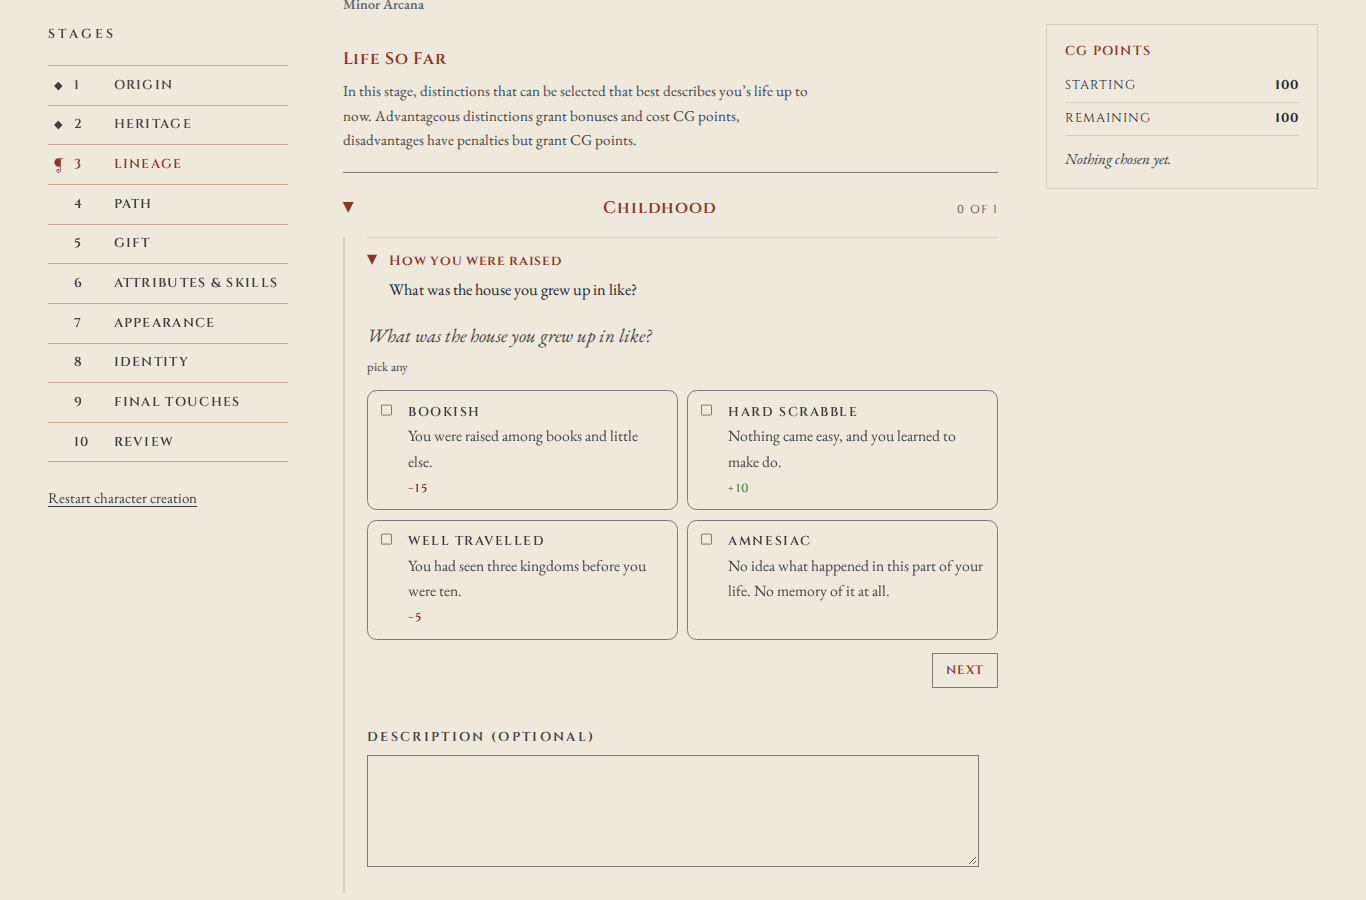 STAGES
◆ 1 ORIGIN
◆ 2 HERITAGE
¶ 3 LINEAGE
4 PATH
5 GIFT
6 ATTRIBUTES & SKILLS
7 APPEARANCE
8 IDENTITY
9 FINAL TOUCHES
10 REVIEW
Restart character creation
Minor Arcana
Life So Far
In this stage, distinctions that can be selected that best describes you’s life up to
now. Advantageous distinctions grant bonuses and cost CG points,
disadvantages have penalties but grant CG points.
▼ Childhood 0 OF 1
▼ How you were raised
What was the house you grew up in like?
What was the house you grew up in like?
pick any
BOOKISH
You were raised among books and little
else.
−15
HARD SCRABBLE
Nothing came easy, and you learned to
make do.
+10
WELL TRAVELLED
You had seen three kingdoms before you
were ten.
−5
AMNESIAC
No idea what happened in this part of your
life. No memory of it at all.
NEXT
DESCRIPTION (OPTIONAL)
CG POINTS
STARTING 100
REMAINING 100
Nothing chosen yet.